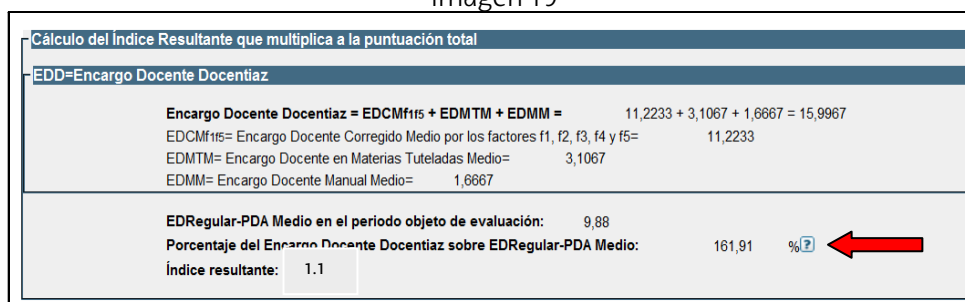 Imagen 19
Cálculo del Índice Resultante que multiplica a la puntuación total
EDD=Encargo Docente Docentiaz
Encargo Docente Docentiaz = EDCMf1f5 + EDMTM + EDMM = 11,2233 + 3,1067 + 1,6667 = 15,9967
EDCMf1f5= Encargo Docente Corregido Medio por los factores f1, f2, f3, f4 y f5= 11,2233
EDMTM= Encargo Docente en Materias Tuteladas Medio= 3,1067
EDMM= Encargo Docente Manual Medio= 1,6667
EDRegular-PDA Medio en el periodo objeto de evaluación: 9,88
Porcentaje del Encargo Docente Docentiaz sobre EDRegular-PDA Medio: 161,91 % ?
Índice resultante: 1.1